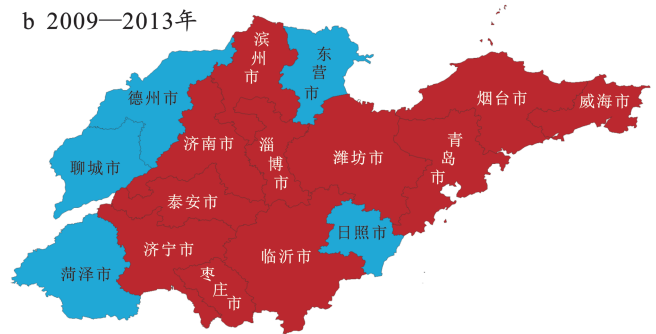 b 2009—2013年
滨州市
东营市
德州市
烟台市
威海市
济南市
淄博市
潍坊市
青岛市
聊城市
泰安市
日照市
济宁市
临沂市
菏泽市
枣庄市